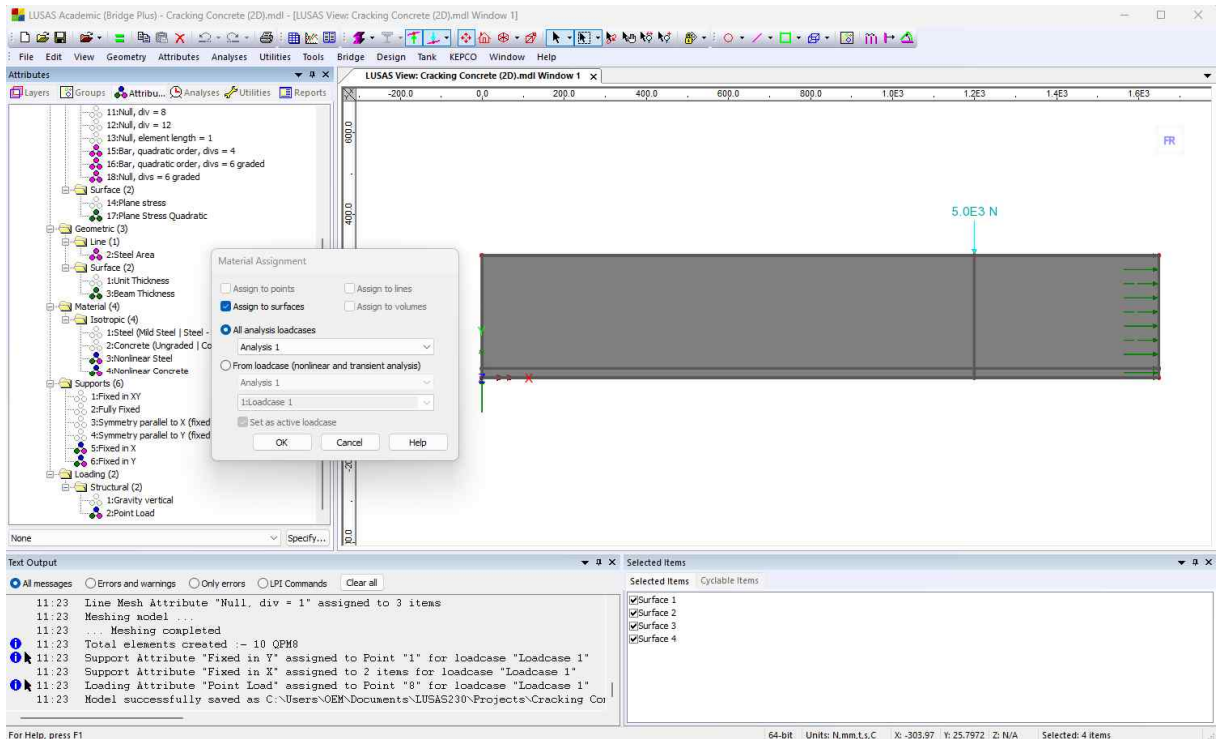 LUSAS Academic (Bridge Plus) - Cracking Concrete (2D).mdl - [LUSAS View: Cracking Concrete (2D).mdl Window 1]
File Edit View Geometry Attributes Analyses Utilities Tools Bridge Design Tank KEPCO Window Help
Attributes
Layers Groups Attribu... Analyses Utilities Reports
11:Null, div = 8
12:Null, div = 12
13:Null, element length = 1
15:Bar, quadratic order, divs = 4
16:Bar, quadratic order, divs = 6 graded
18:Null, divs = 6 graded
Surface (2)
14:Plane stress
17:Plane Stress Quadratic
Geometric (3)
Line (1)
2:Steel Area
Surface (2)
1:Unit Thickness
3:Beam Thickness
Material (4)
Isotropic (4)
1:Steel (Mild Steel | Steel -
2:Concrete (Ungraded | Co
3:Nonlinear Steel
4:Nonlinear Concrete
Supports (6)
1:Fixed in XY
2:Fully Fixed
3:Symmetry parallel to X (fixed
4:Symmetry parallel to Y (fixed
5:Fixed in X
6:Fixed in Y
Loading (2)
Structural (2)
1:Gravity vertical
2:Point Load
None Specify...
Material Assignment
Assign to points Assign to lines
Assign to surfaces Assign to volumes
All analysis loadcases
Analysis 1
From loadcase (nonlinear and transient analysis)
Analysis 1
1:Loadcase 1
Set as active loadcase
OK Cancel Help
LUSAS View: Cracking Concrete (2D).mdl Window 1 x
-200.0 0.0 200.0 400.0 600.0 800.0 1.0E3 1.2E3 1.4E3 1.6E3
600.0
400.0
FR
5.0E3 N
X
Text Output
All messages Errors and warnings Only errors LPI Commands Clear all
11:23 Line Mesh Attribute "Null, div = 1" assigned to 3 items
11:23 Meshing model ...
11:23 ... Meshing completed
11:23 Total elements created :- 10 QPM8
11:23 Support Attribute "Fixed in Y" assigned to Point "1" for loadcase "Loadcase 1"
11:23 Support Attribute "Fixed in X" assigned to 2 items for loadcase "Loadcase 1"
11:23 Loading Attribute "Point Load" assigned to Point "8" for loadcase "Loadcase 1"
11:23 Model successfully saved as C:\Users\OEM\Documents\LUSAS230\Projects\Cracking Co
Selected Items
Selected Items Cyclable Items
Surface 1
Surface 2
Surface 3
Surface 4
For Help, press F1
64-bit Units: N,mm,t,s,C X: -303.97 Y: 25.7972 Z: N/A Selected: 4 items